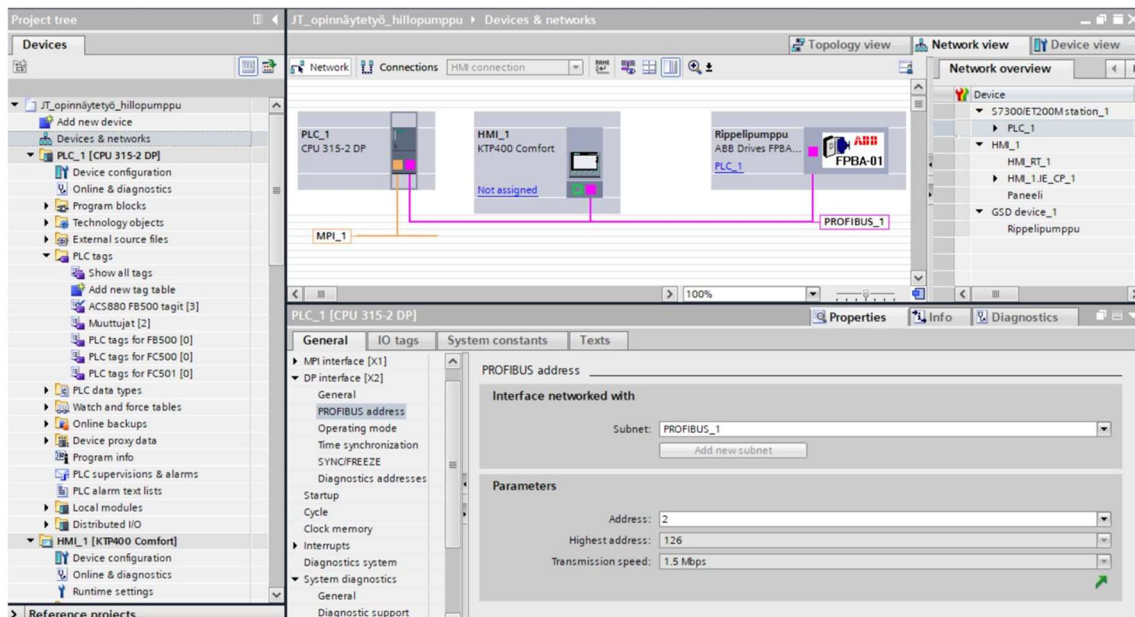 Project tree
Devices
JT_opinnäytetyö_hillopumppu
Add new device
Devices & networks
PLC_1 [CPU 315-2 DP]
Device configuration
Online & diagnostics
Program blocks
Technology objects
External source files
PLC tags
Show all tags
Add new tag table
ACS880 FB500 tagit [3]
Muuttujat [2]
PLC tags for FB500 [0]
PLC tags for FC500 [0]
PLC tags for FC501 [0]
PLC data types
Watch and force tables
Online backups
Device proxy data
Program info
PLC supervisions & alarms
PLC alarm text lists
Local modules
Distributed I/O
HMI_1 [KTP400 Comfort]
Device configuration
Online & diagnostics
Runtime settings
Reference projects
JT_opinnäytetyö_hillopumppu Devices & networks
Topology view Network view Device view
Network Connections HMI connection
PLC_1
CPU 315-2 DP
HMI_1
KTP400 Comfort
Not assigned
Rippelipumppu
ABB Drives FPBA...
PLC_1
ABB
FPBA-01
MPI_1
PROFIBUS_1
100%
Network overview
Device
S7300/ET200M station_1
PLC_1
HMI_1
HMI_RT_1
HMI_1.IE_CP_1
Paneeli
GSD device_1
Rippelipumppu
PLC_1 [CPU 315-2 DP]
Properties Info Diagnostics
General IO tags System constants Texts
MPI interface [X1]
DP interface [X2]
General
PROFIBUS address
Operating mode
Time synchronization
SYNC/FREEZE
Diagnostics addresses
Startup
Cycle
Clock memory
Interrupts
Diagnostics system
System diagnostics
General
Diagnostic support
PROFIBUS address
Interface networked with
Subnet: PROFIBUS_1
Add new subnet
Parameters
Address: 2
Highest address: 126
Transmission speed: 1.5 Mbps